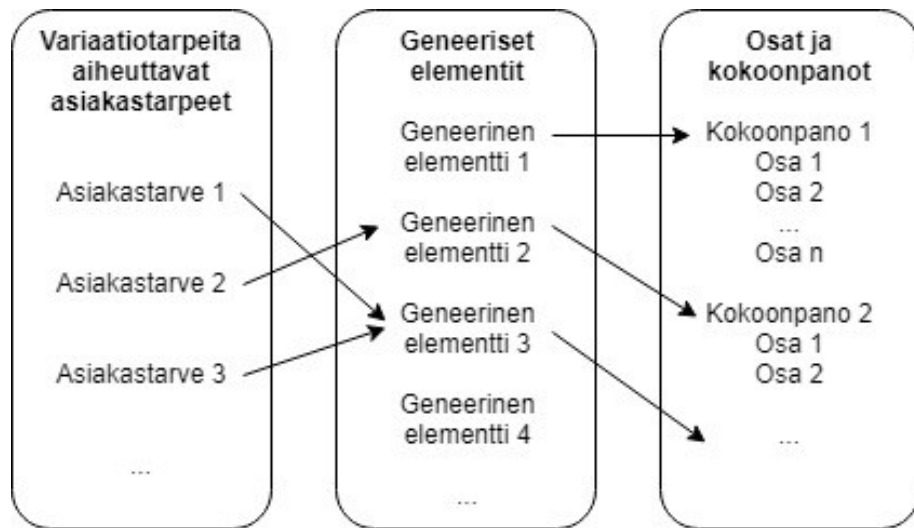 Variaatiotarpeita
aiheuttavat
asiakastarpeet
Asiakastarve 1
Asiakastarve 2
Asiakastarve 3
...
Geneeriset
elementit
Geneerinen
elementti 1
Geneerinen
elementti 2
Geneerinen
elementti 3
Geneerinen
elementti 4
...
Osat ja
kokoonpanot
Kokoonpano 1
Osa 1
Osa 2
...
Osa n
Kokoonpano 2
Osa 1
Osa 2
...